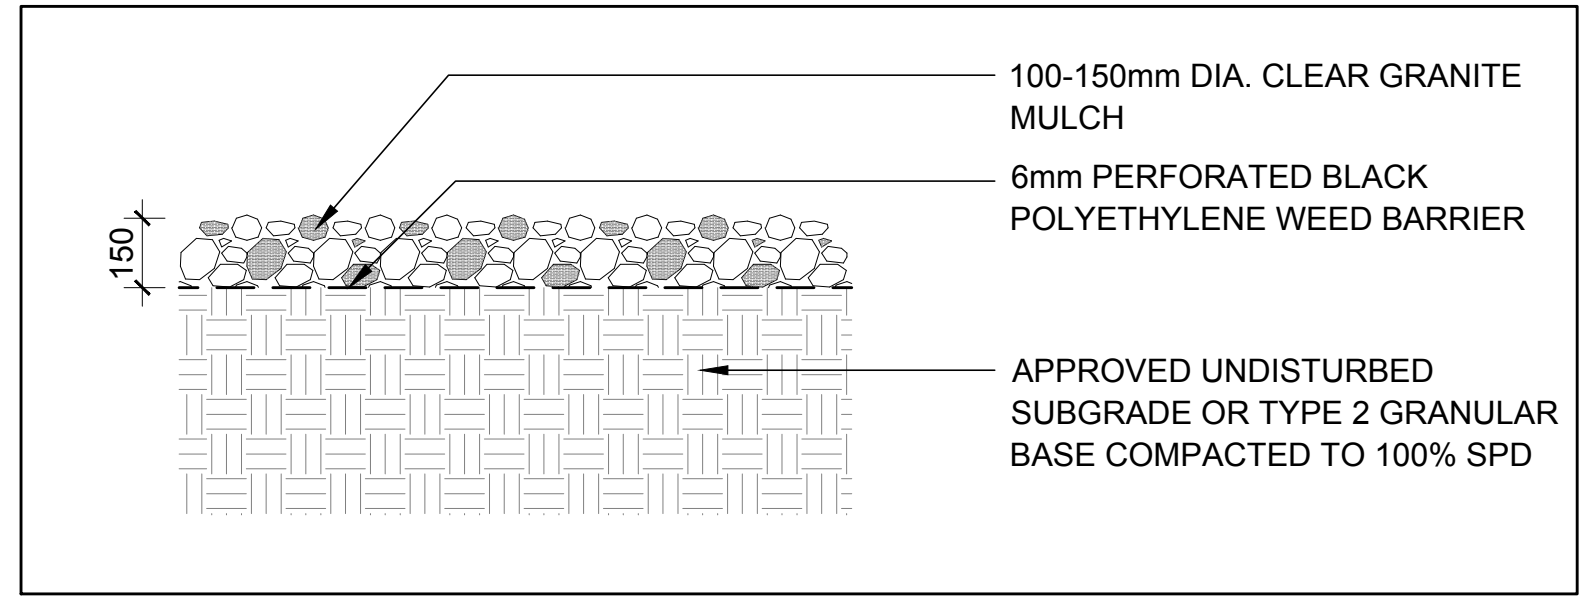 100-150mm DIA. CLEAR GRANITE
MULCH
6mm PERFORATED BLACK
POLYETHYLENE WEED BARRIER
150
APPROVED UNDISTURBED
SUBGRADE OR TYPE 2 GRANULAR
BASE COMPACTED TO 100% SPD